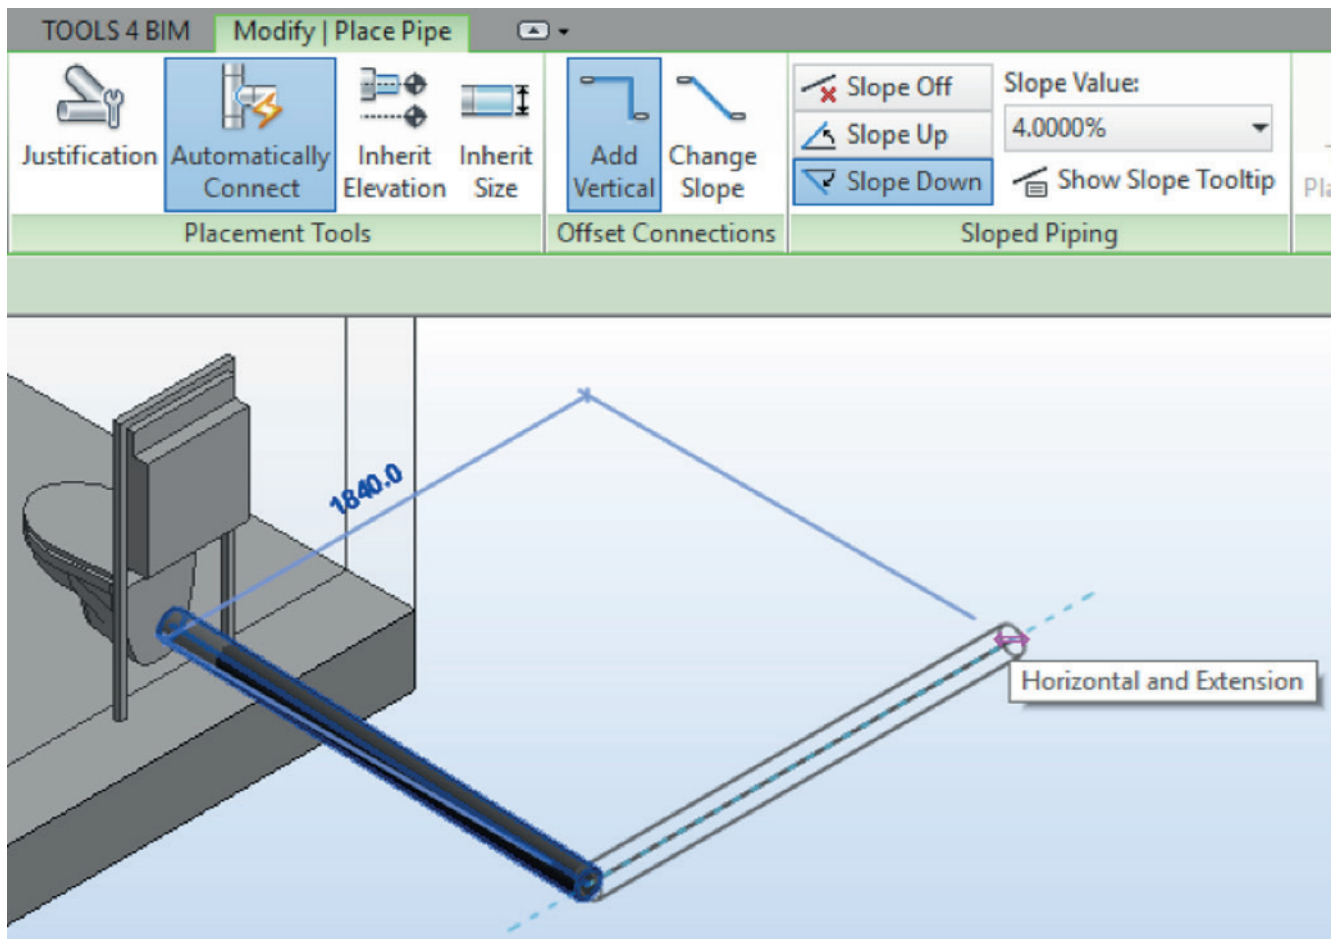 TOOLS 4 BIM
Modify | Place Pipe
Justification
Automatically
Connect
Inherit
Elevation
Inherit
Size
Add
Vertical
Change
Slope
Slope Off
Slope Up
Slope Down
Slope Value:
4.0000%
Show Slope Tooltip
Placement Tools
Offset Connections
Sloped Piping
1840.0
Horizontal and Extension